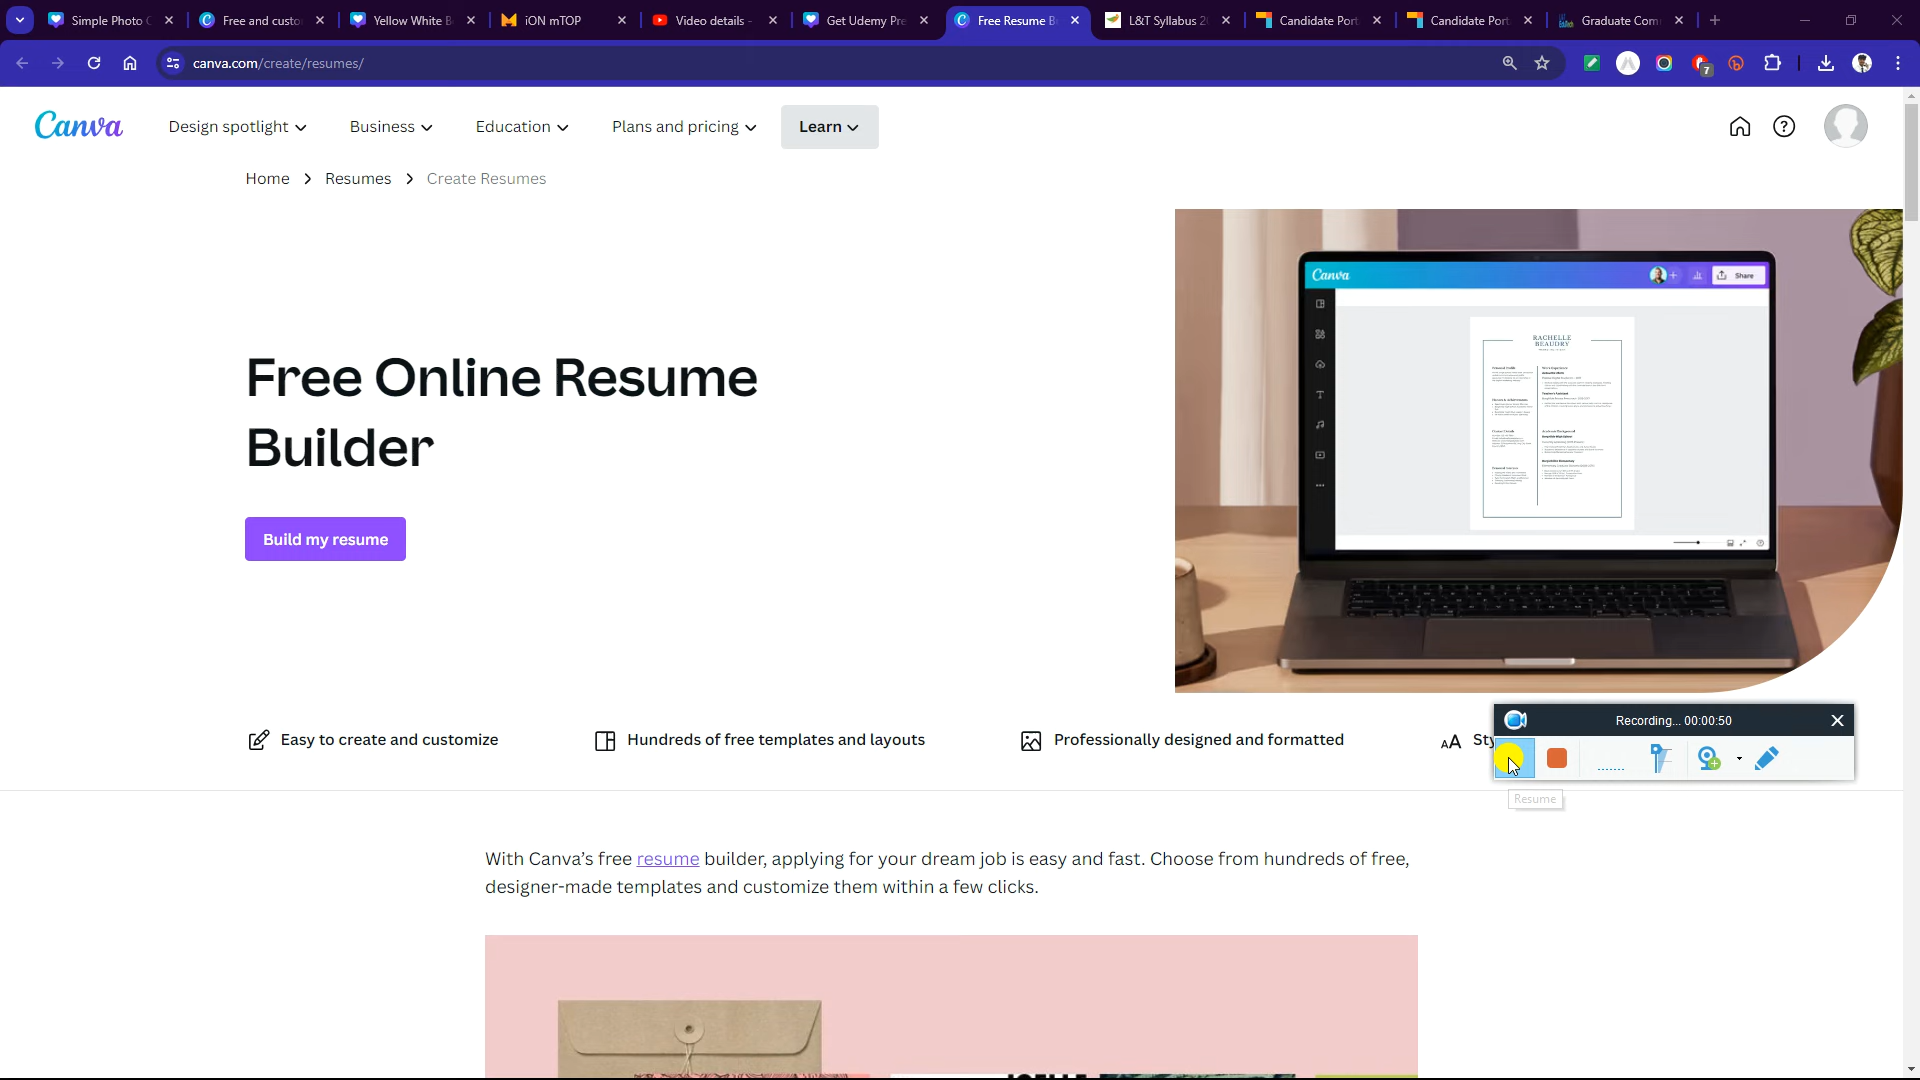 Simple Photo
Free and custo
Yellow White B
iON mTOP
Video details -
Get Udemy Pre
Free Resume B
L&T Syllabus 2
Candidate Port
Candidate Port
Graduate Com
canva.com/create/resumes/
7
Canva
Design spotlight
Business
Education
Plans and pricing
Learn
Home
Resumes
Create Resumes
Canva
Share
RACHELLE
BEAUDRY
Free Online Resume
Builder
Build my resume
Easy to create and customize
Hundreds of free templates and layouts
Professionally designed and formatted
Sty
Recording... 00:00:50
Resume
With Canva's free resume builder, applying for your dream job is easy and fast. Choose from hundreds of free,
designer-made templates and customize them within a few clicks.